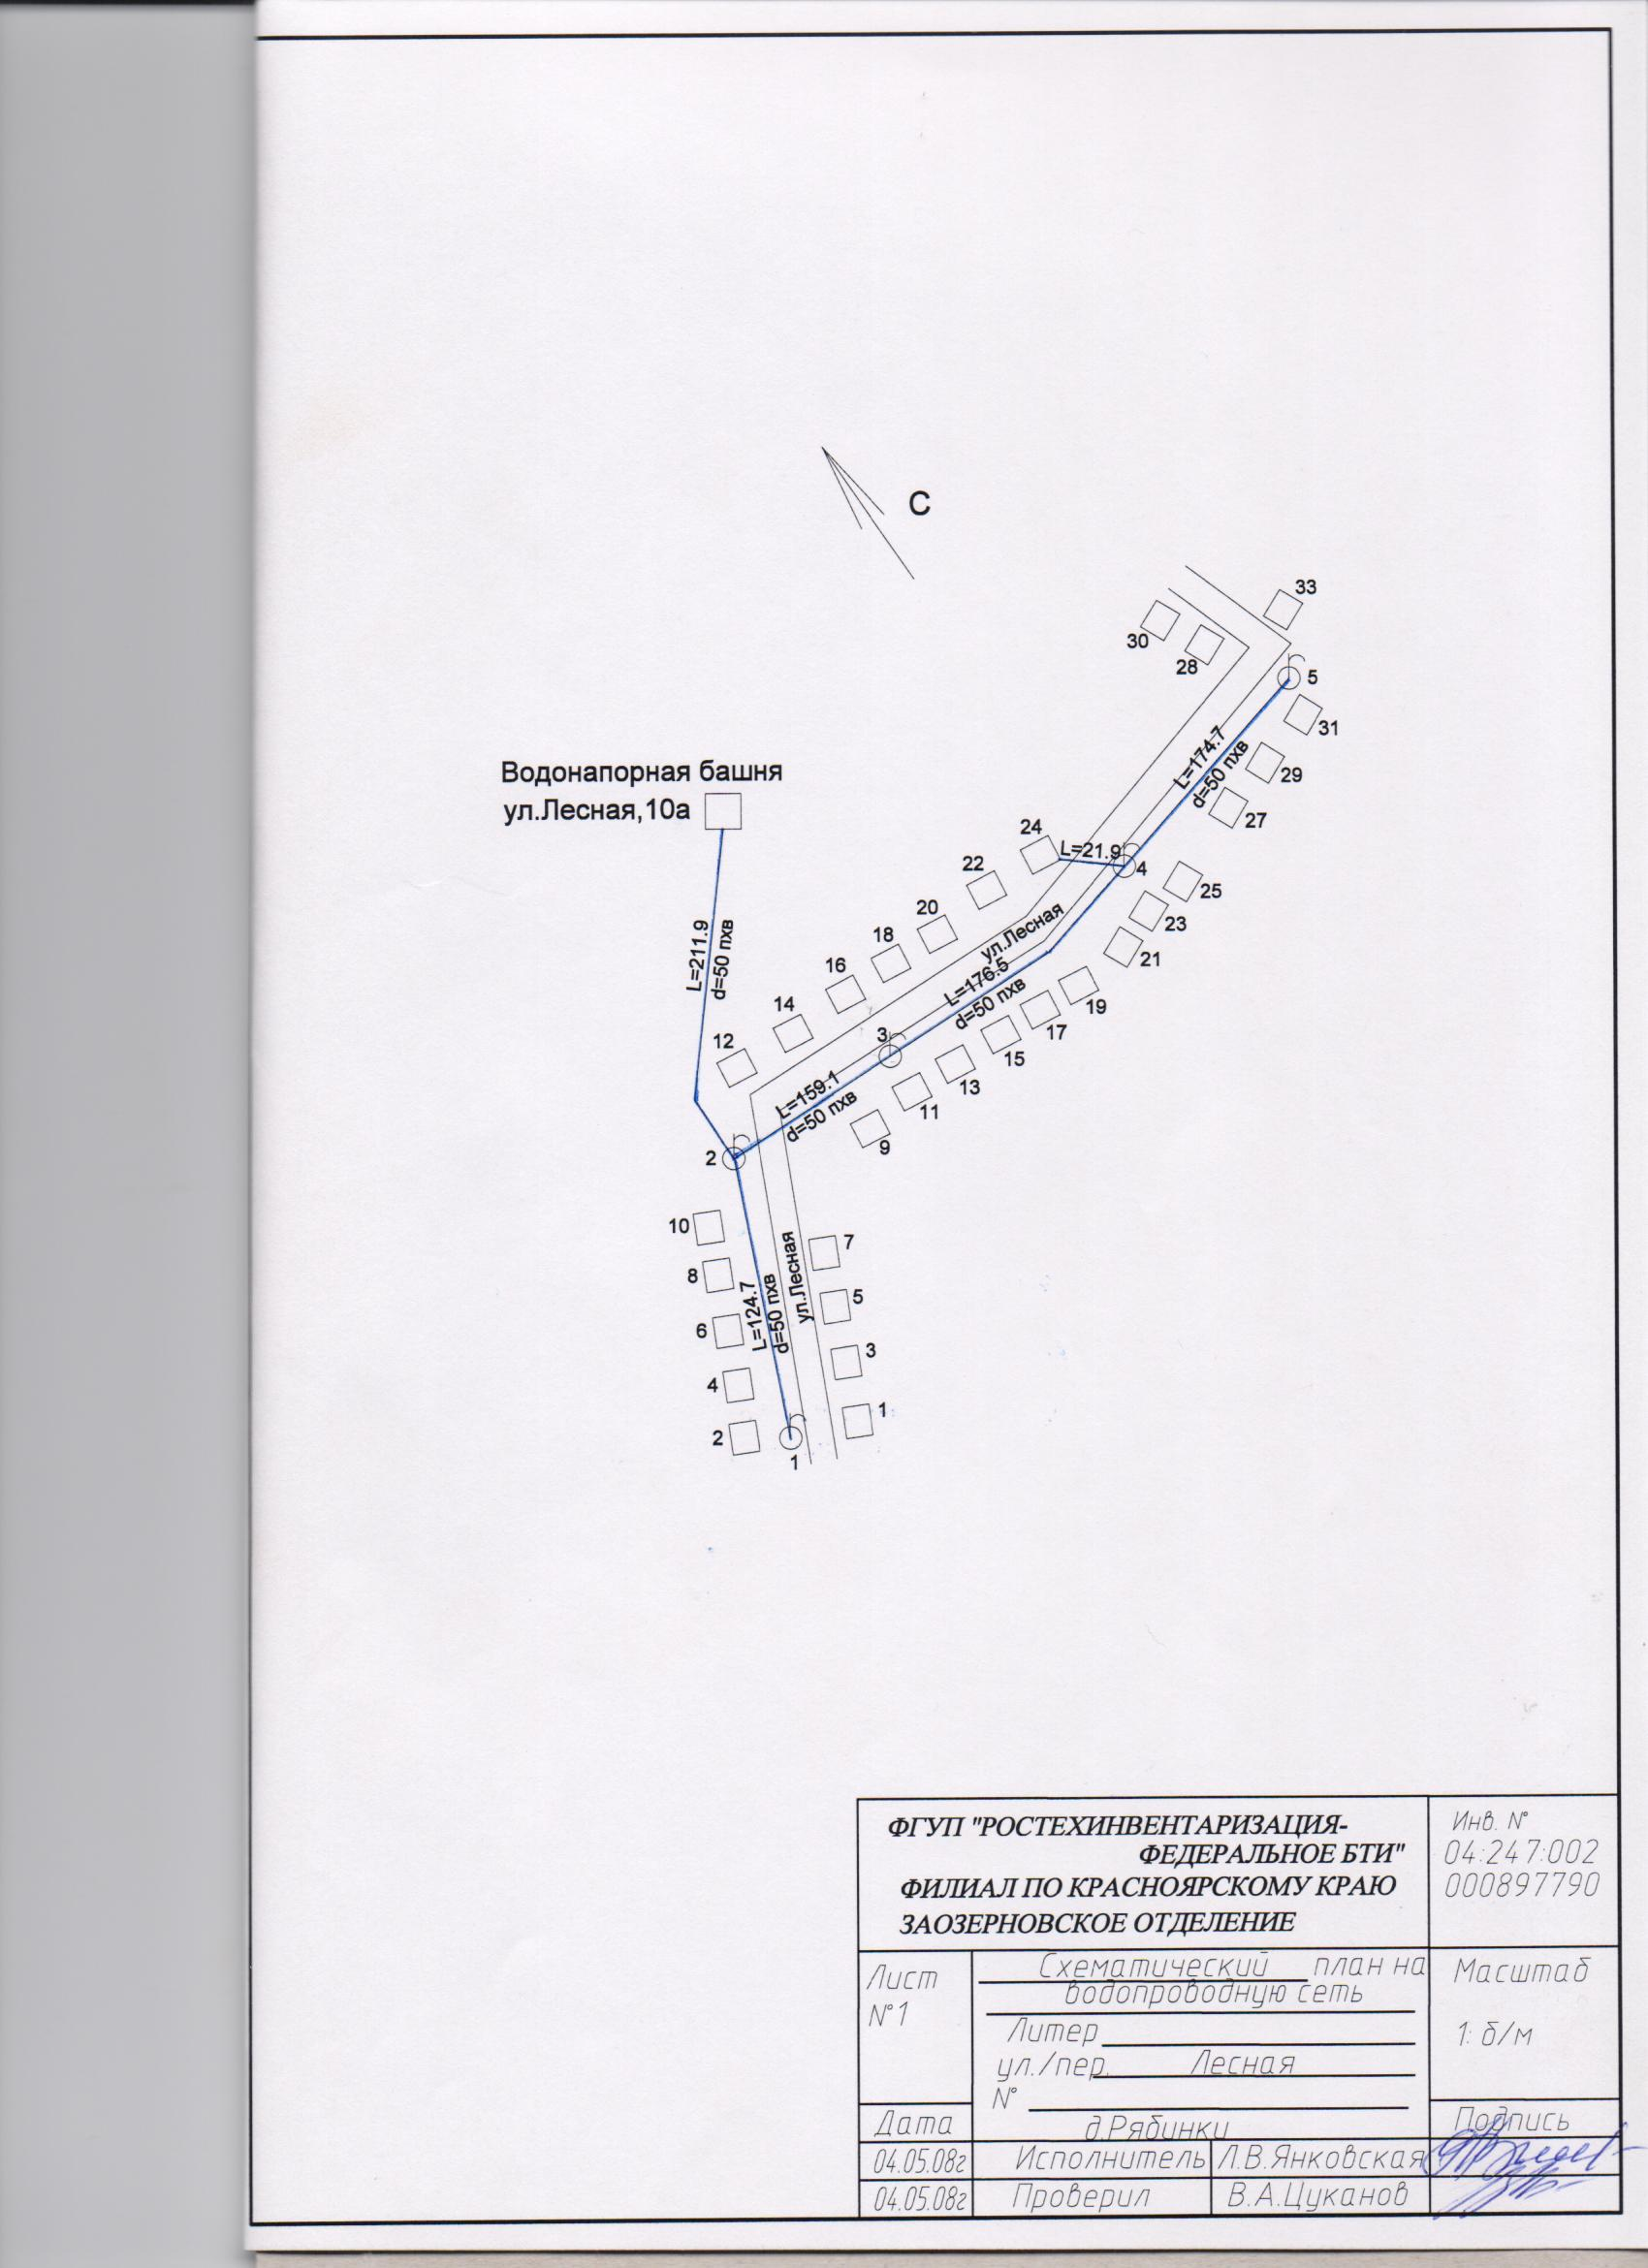 С
33
30
28
5
31
L=174.7
d=50 пхв
29
27
Водонапорная башня
ул.Лесная,10а
24
L=21.9
4
22
25
20
23
ул.Лесная
18
21
16
L=176.5
d=50 пхв
19
L=211.9
d=50 пхв
14
17
12
3
15
13
L=159.1
d=50 пхв
11
9
2
10
7
ул.Лесная
8
5
L=124.7
d=50 пхв
6
3
4
1
2
1
ФГУП "РОСТЕХИНВЕНТАРИЗАЦИЯ-
ФЕДЕРАЛЬНОЕ БТИ"
ФИЛИАЛ ПО КРАСНОЯРСКОМУ КРАЮ
ЗАОЗЕРНОВСКОЕ ОТДЕЛЕНИЕ
Инв. №
04:247:002
000897790
Лист
№1
Схематический план на
водопроводную сеть
Литер
ул./пер. Лесная
№
д.Рябинки
Масштаб
1: б/м
Дата
Подпись
04.05.08г Исполнитель Л.В.Янковская
04.05.08г Проверил В.А.Цуканов